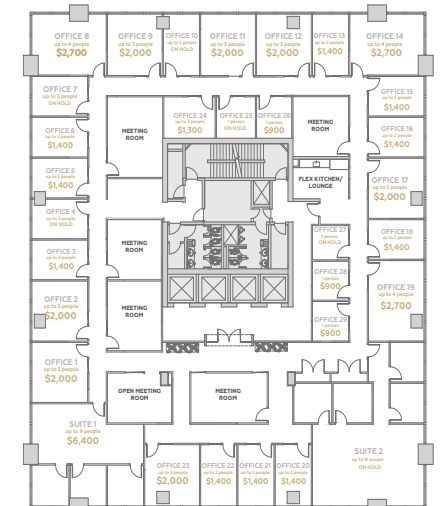 OFFICE 8
up to 4 people
$2,700
OFFICE 9
up to 3 people
$2,000
OFFICE 10
up to 2 people
ON HOLD
OFFICE 11
up to 3 people
$2,000
OFFICE 12
up to 3 people
$2,000
OFFICE 13
up to 2 people
$1,400
OFFICE 14
up to 4 people
$2,700
OFFICE 7
up to 2 people
ON HOLD
OFFICE 15
up to 2 people
$1,400
OFFICE 6
up to 2 people
$1,400
MEETING
ROOM
OFFICE 24
up to 2 people
$1,300
OFFICE 25
1 person
ON HOLD
OFFICE 26
1 person
$900
MEETING
ROOM
OFFICE 16
up to 2 people
$1,400
OFFICE 5
up to 2 people
$1,400
FLEX KITCHEN/
LOUNGE
OFFICE 17
up to 3 people
$2,000
OFFICE 4
up to 2 people
ON HOLD
OFFICE 3
up to 2 people
$1,400
MEETING
ROOM
OFFICE 27
1 person
ON HOLD
OFFICE 18
up to 2 people
$1,400
OFFICE 28
1 person
$900
OFFICE 2
up to 3 people
$2,000
MEETING
ROOM
OFFICE 19
up to 4 people
$2,700
OFFICE 29
1 person
$900
OFFICE 1
up to 3 people
$2,000
OPEN MEETING
ROOM
MEETING
ROOM
SUITE 1
up to 9 people
$6,400
OFFICE 23
up to 3 people
$2,000
OFFICE 22
up to 2 people
$1,400
OFFICE 21
up to 2 people
$1,400
OFFICE 20
up to 2 people
$1,400
SUITE 2
ON HOLD